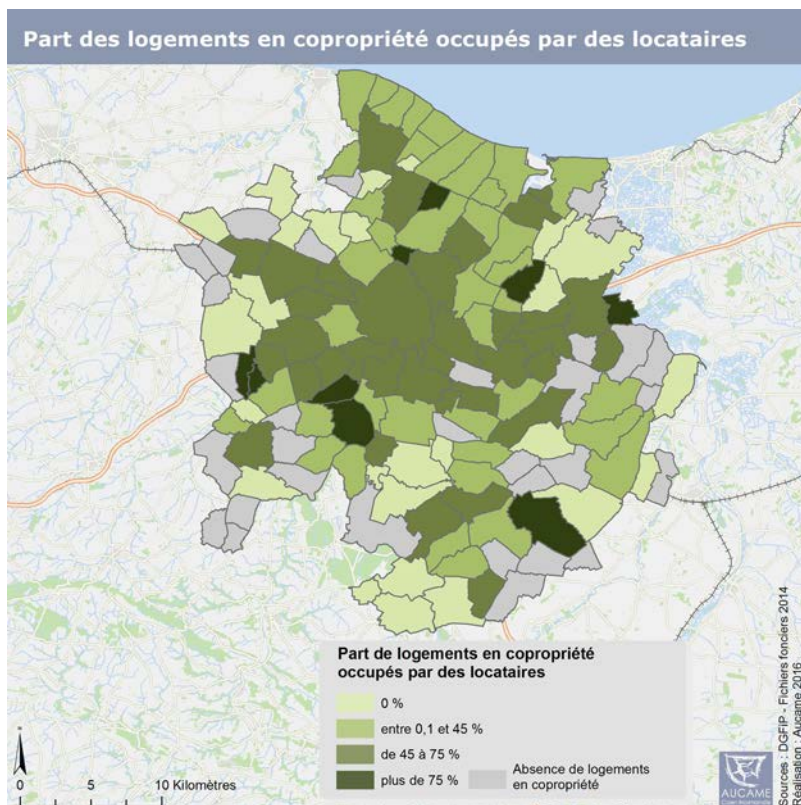 Part des logements en copropriété occupés par des locataires
Part de logements en copropriété
occupés par des locataires
0 %
entre 0,1 et 45 %
de 45 à 75 %
plus de 75 %
Absence de logements
en copropriété
0 5 10 Kilomètres
Sources : DGFiP - Fichiers fonciers 2014
Réalisation : Aucame 2016
AUCAME